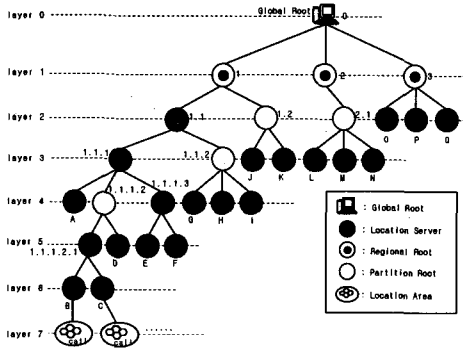 layer 0 Global Root 0
layer 1 1 2 3
layer 2 1.1 1.2 2.1
O P Q
layer 3 1.1.1 1.1.2
J K L M N
layer 4 1.1.1.2 1.1.1.3
A G H I
layer 5
1.1.1.2.1 D E F
layer 6
B C
layer 7 call call ......
: Global Root
: Location Server
: Regional Root
: Partition Root
: Location Area